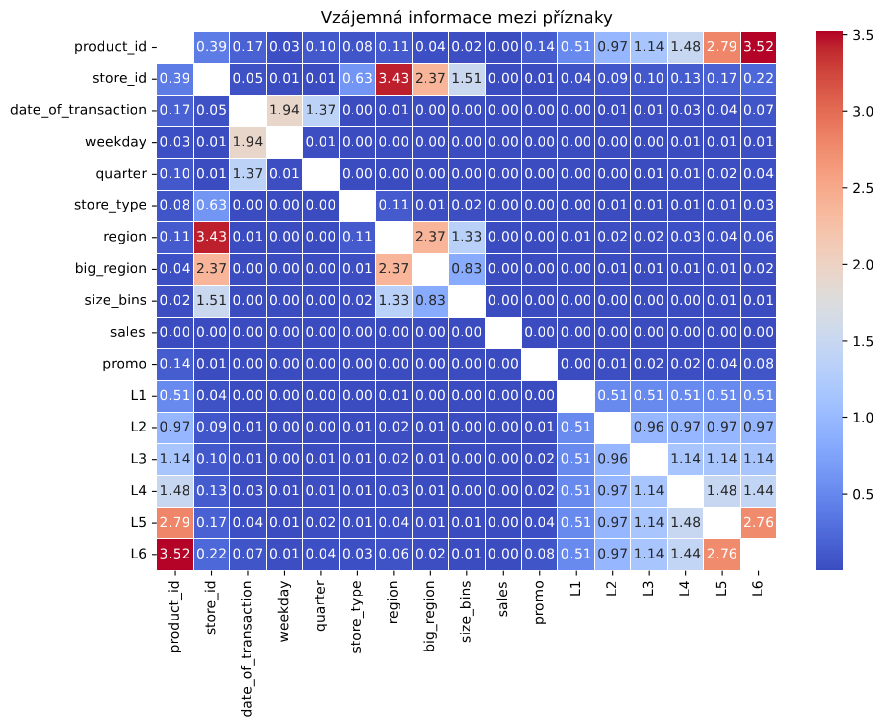 Vzájemná informace mezi příznaky
product_id 0.39 0.17 0.03 0.10 0.08 0.11 0.04 0.02 0.00 0.14 0.51 0.97 1.14 1.48 2.79 3.52
store_id 0.39 0.05 0.01 0.01 0.63 3.43 2.37 1.51 0.00 0.01 0.04 0.09 0.10 0.13 0.17 0.22
date_of_transaction 0.17 0.05 1.94 1.37 0.00 0.01 0.00 0.00 0.00 0.00 0.00 0.01 0.01 0.03 0.04 0.07
weekday 0.03 0.01 1.94 0.01 0.00 0.00 0.00 0.00 0.00 0.00 0.00 0.00 0.00 0.01 0.01 0.01
quarter 0.10 0.01 1.37 0.01 0.00 0.00 0.00 0.00 0.00 0.00 0.00 0.01 0.01 0.01 0.02 0.04
store_type 0.08 0.63 0.00 0.00 0.00 0.11 0.01 0.02 0.00 0.00 0.00 0.01 0.01 0.01 0.01 0.03
region 0.11 3.43 0.01 0.00 0.00 0.11 2.37 1.33 0.00 0.00 0.01 0.02 0.02 0.03 0.04 0.06
big_region 0.04 2.37 0.00 0.00 0.00 0.01 2.37 0.83 0.00 0.00 0.00 0.01 0.01 0.01 0.01 0.02
size_bins 0.02 1.51 0.00 0.00 0.00 0.02 1.33 0.83 0.00 0.00 0.00 0.00 0.00 0.00 0.01 0.01
sales 0.00 0.00 0.00 0.00 0.00 0.00 0.00 0.00 0.00 0.00 0.00 0.00 0.00 0.00 0.00 0.00
promo 0.14 0.01 0.00 0.00 0.00 0.00 0.00 0.00 0.00 0.00 0.00 0.01 0.02 0.02 0.04 0.08
L1 0.51 0.04 0.00 0.00 0.00 0.00 0.01 0.00 0.00 0.00 0.00 0.51 0.51 0.51 0.51 0.51
L2 0.97 0.09 0.01 0.00 0.01 0.01 0.02 0.01 0.00 0.00 0.01 0.51 0.96 0.97 0.97 0.97
L3 1.14 0.10 0.01 0.00 0.01 0.01 0.02 0.01 0.00 0.00 0.02 0.51 0.96 1.14 1.14 1.14
L4 1.48 0.13 0.03 0.01 0.01 0.01 0.03 0.01 0.00 0.00 0.02 0.51 0.97 1.14 1.48 1.44
L5 2.79 0.17 0.04 0.01 0.02 0.01 0.04 0.01 0.01 0.00 0.04 0.51 0.97 1.14 1.48 2.76
L6 3.52 0.22 0.07 0.01 0.04 0.03 0.06 0.02 0.01 0.00 0.08 0.51 0.97 1.14 1.44 2.76
product_id store_id date_of_transaction weekday quarter store_type region big_region size_bins sales promo L1 L2 L3 L4 L5 L6
3.5
3.0
2.5
2.0
1.5
1.0
0.5